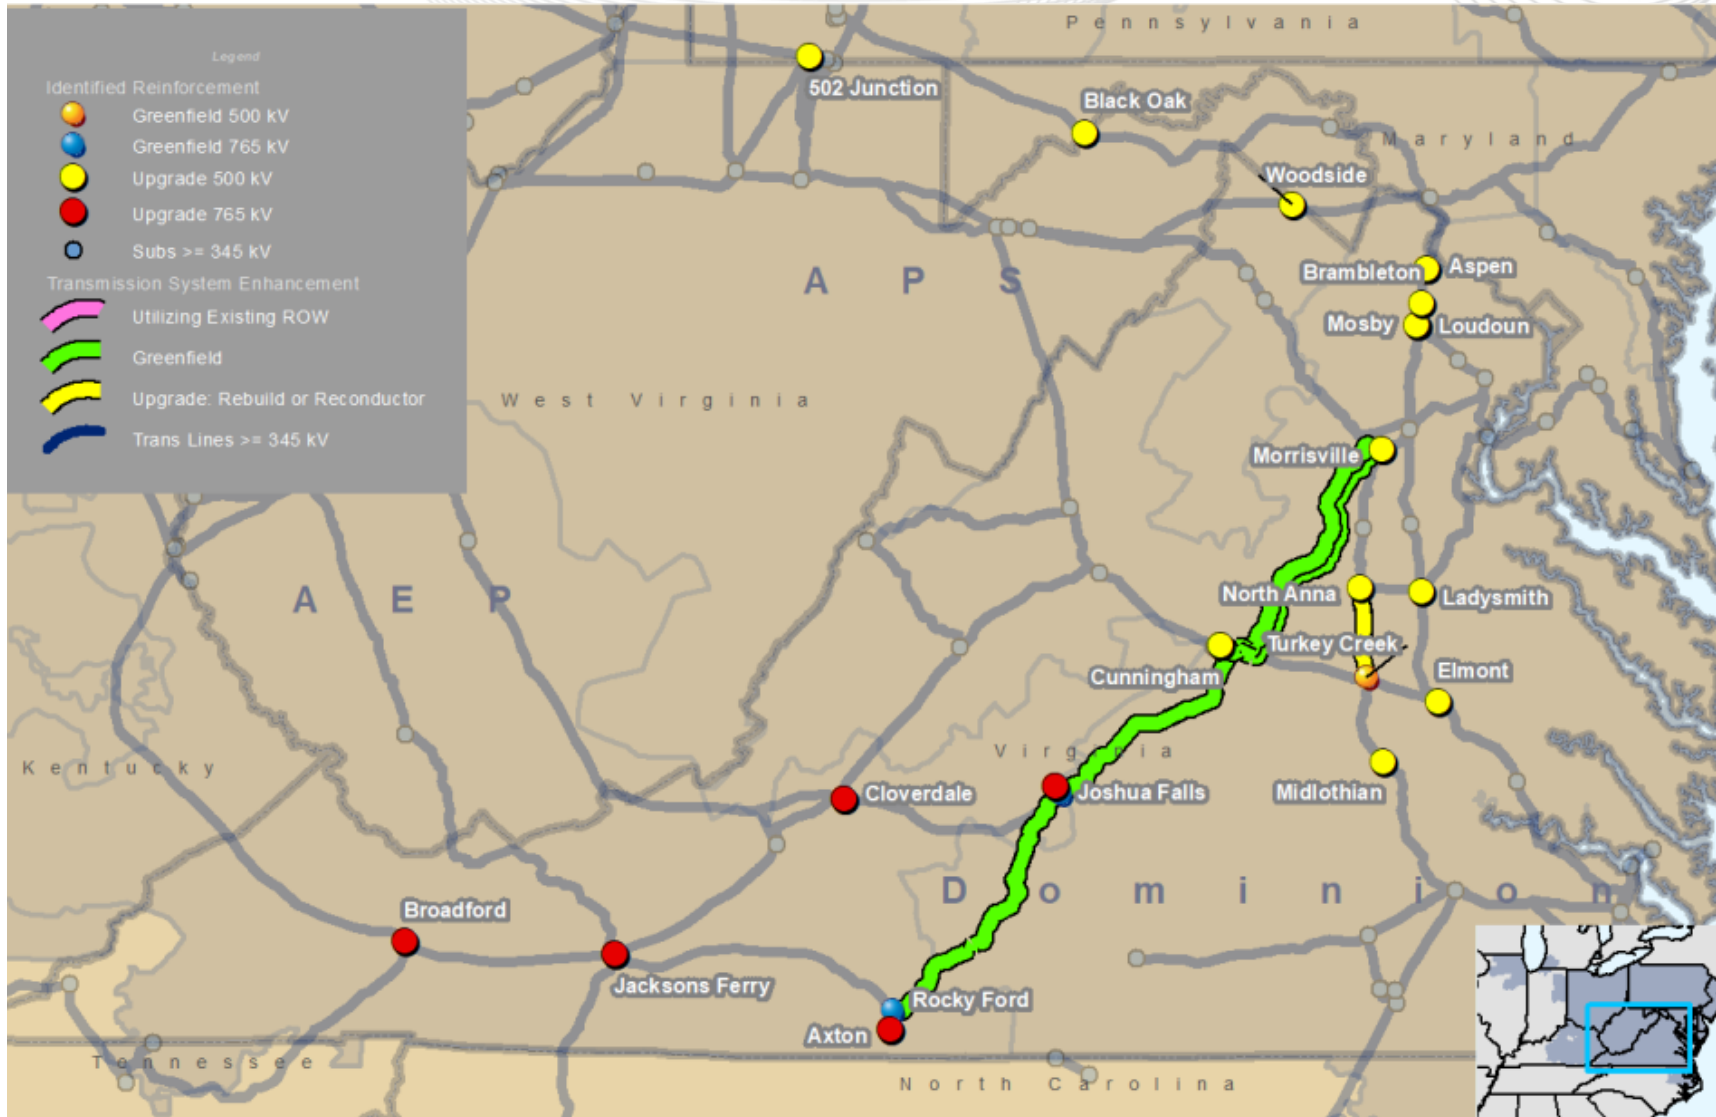 Legend
Identified Reinforcement
Greenfield 500 kV
Greenfield 765 kV
Upgrade 500 kV
Upgrade 765 kV
Subs >= 345 kV
Transmission System Enhancement
Utilizing Existing ROW
Greenfield
Upgrade: Rebuild or Reconductor
Trans Lines >= 345 kV
Pennsylvania
502 Junction
Black Oak
Maryland
Woodside
Brambleton
Aspen
APS
Mosby
Loudoun
West Virginia
Morrisville
AEP
North Anna
Ladysmith
Turkey Creek
Cunningham
Elmont
Virginia
Kentucky
Cloverdale
Joshua Falls
Midlothian
Dominion
Broadford
Jacksons Ferry
Rocky Ford
Axton
Tennessee
North Carolina